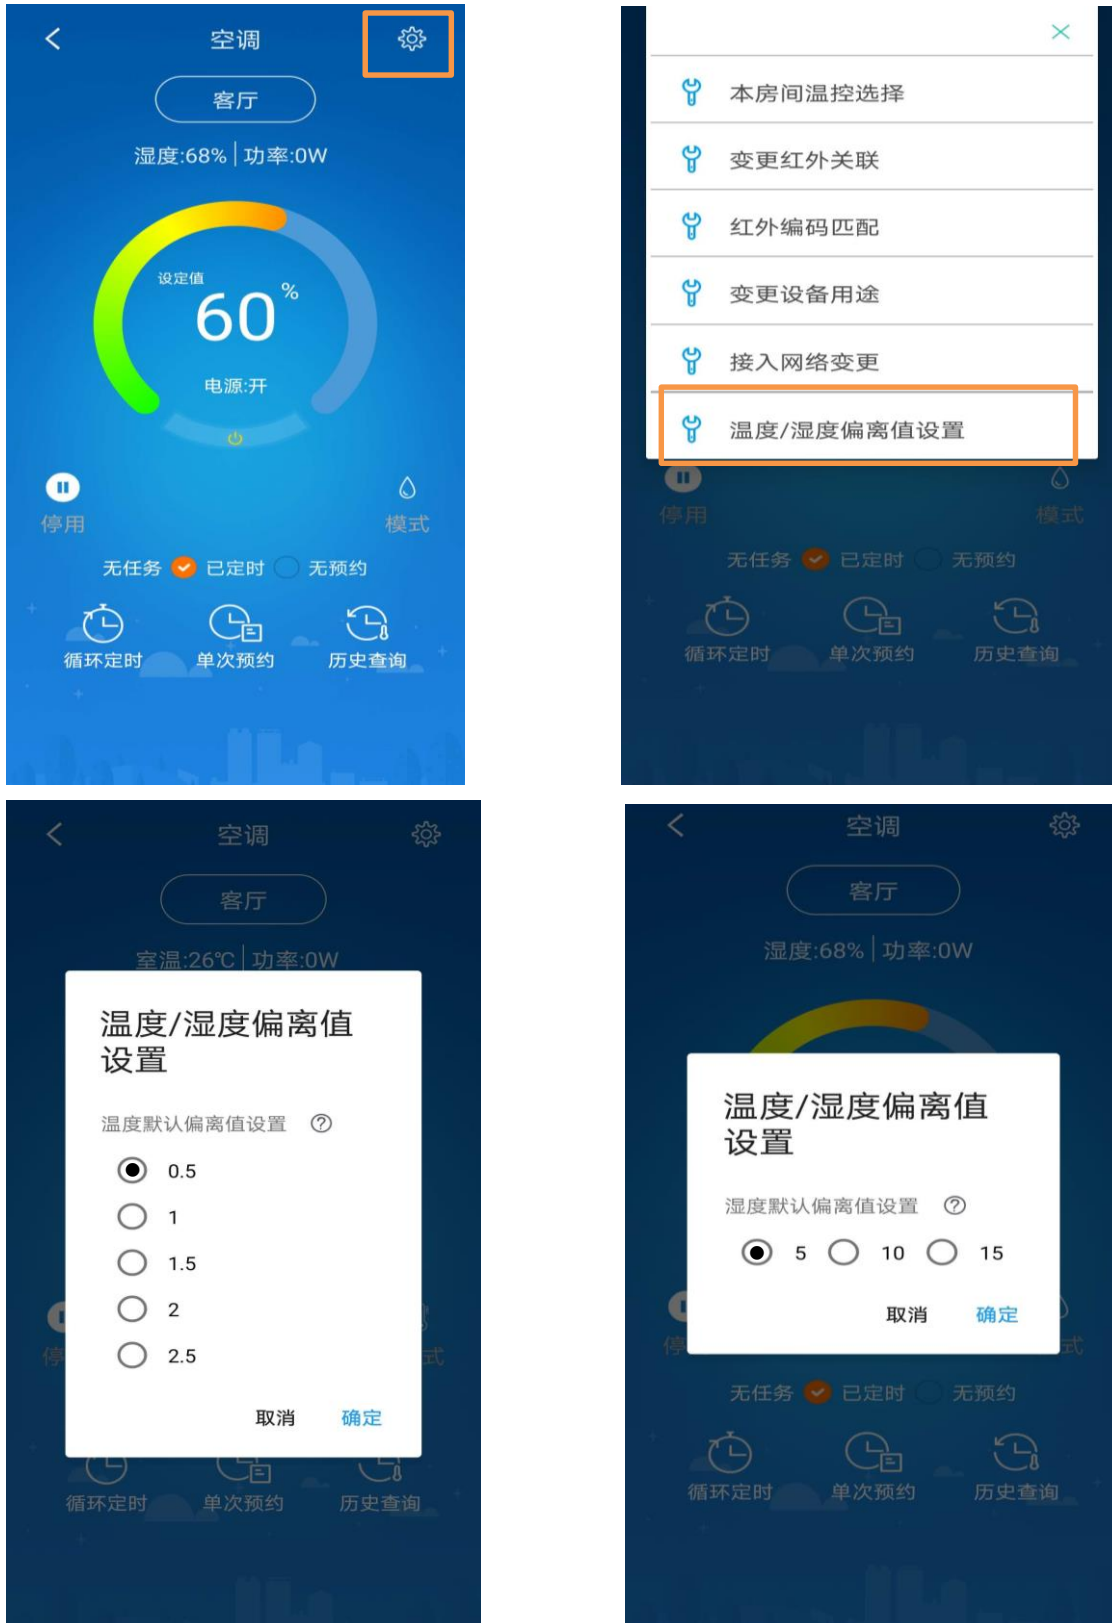 空调
客厅
湿度:68% 功率:0W
设定值
60%
电源:开
停用 模式
无任务 已定时 无预约
循环定时 单次预约 历史查询
本房间温控选择
变更红外关联
红外编码匹配
变更设备用途
接入网络变更
温度/湿度偏离值设置
停用 模式
无任务 已定时 无预约
循环定时 单次预约 历史查询
空调
客厅
室温:26℃ 功率:0W
温度/湿度偏离值
设置
温度默认偏离值设置 ?
0.5
1
1.5
2
2.5
停 式
取消 确定
循环定时 单次预约 历史查询
空调
客厅
湿度:68% 功率:0W
温度/湿度偏离值
设置
湿度默认偏离值设置 ?
5 10 15
取消 确定
停 式
无任务 已定时 无预约
循环定时 单次预约 历史查询